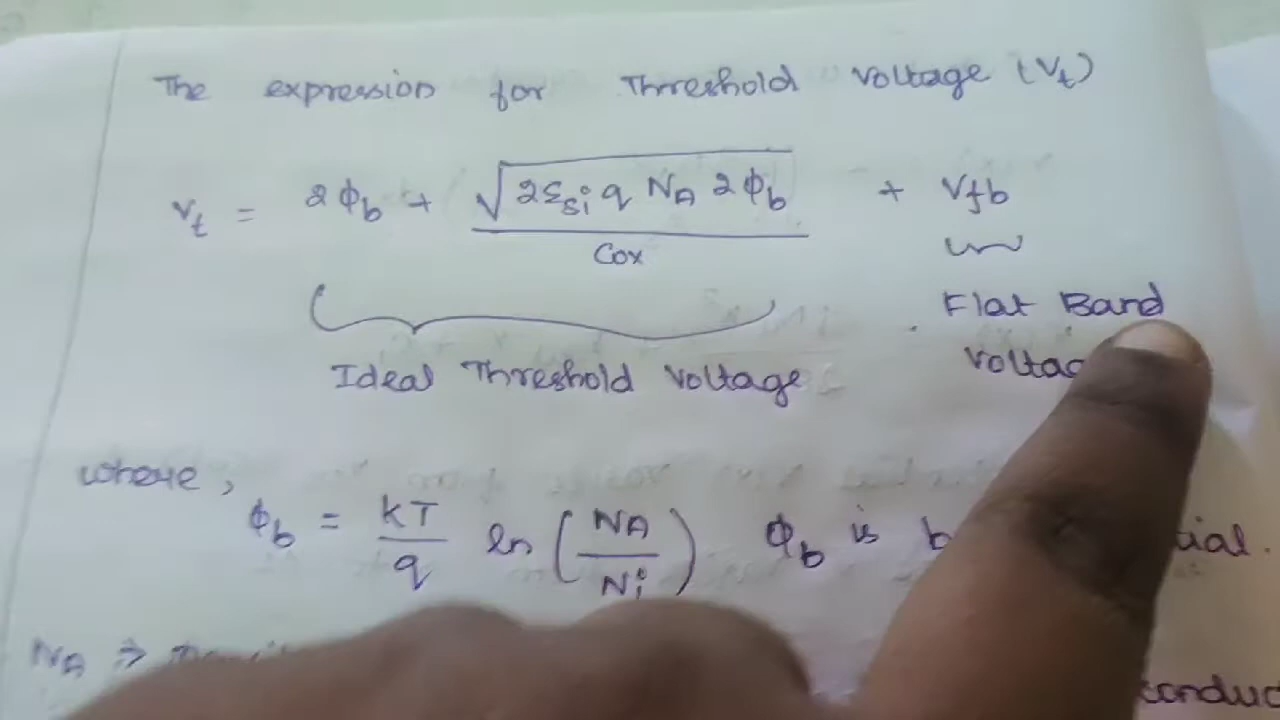 The expression for Threshold Voltage (Vt)
Vt = 2Φb + √(2εsi q NA 2Φb) / Cox + Vfb
Ideal Threshold Voltage
Flat Band
where,
Φb = kT/q ln(NA/Ni) Φb is
NA ⇒